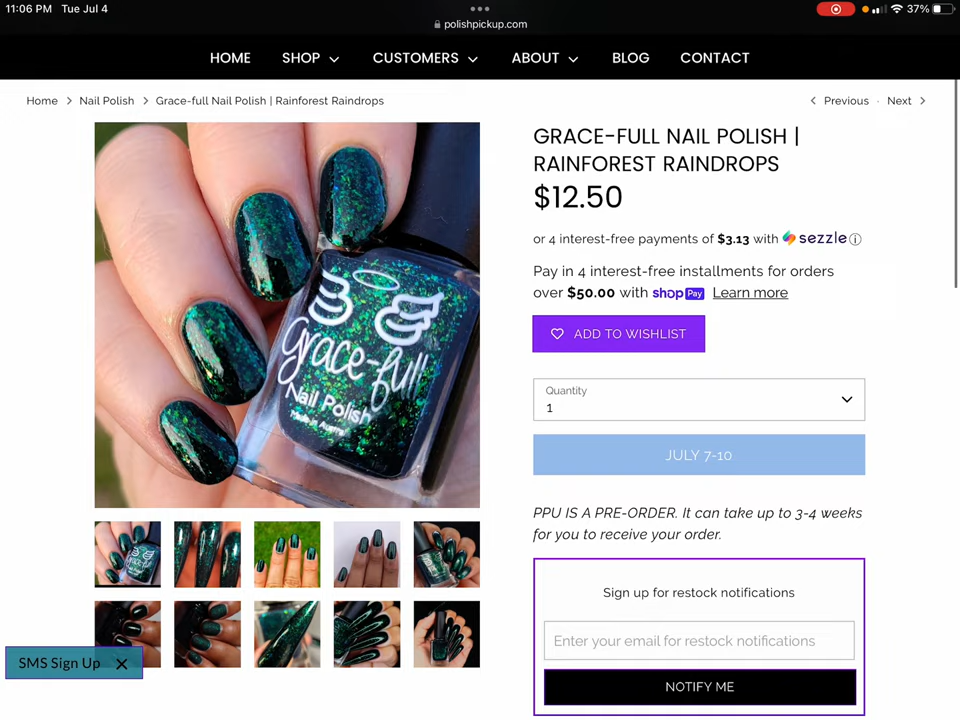 11:06 PM Tue Jul 4
37%
polishpickup.com
HOME SHOP CUSTOMERS ABOUT BLOG CONTACT
Home > Nail Polish > Grace-full Nail Polish | Rainforest Raindrops
< Previous · Next >
GRACE-FULL NAIL POLISH |
RAINFOREST RAINDROPS
$12.50
or 4 interest-free payments of $3.13 with sezzle
Pay in 4 interest-free installments for orders
over $50.00 with shop Pay Learn more
ADD TO WISHLIST
Quantity
1
JULY 7-10
PPU IS A PRE-ORDER. It can take up to 3-4 weeks
for you to receive your order.
Sign up for restock notifications
Enter your email for restock notifications
NOTIFY ME
Grace-full
Nail Polish
Made in
SMS Sign Up